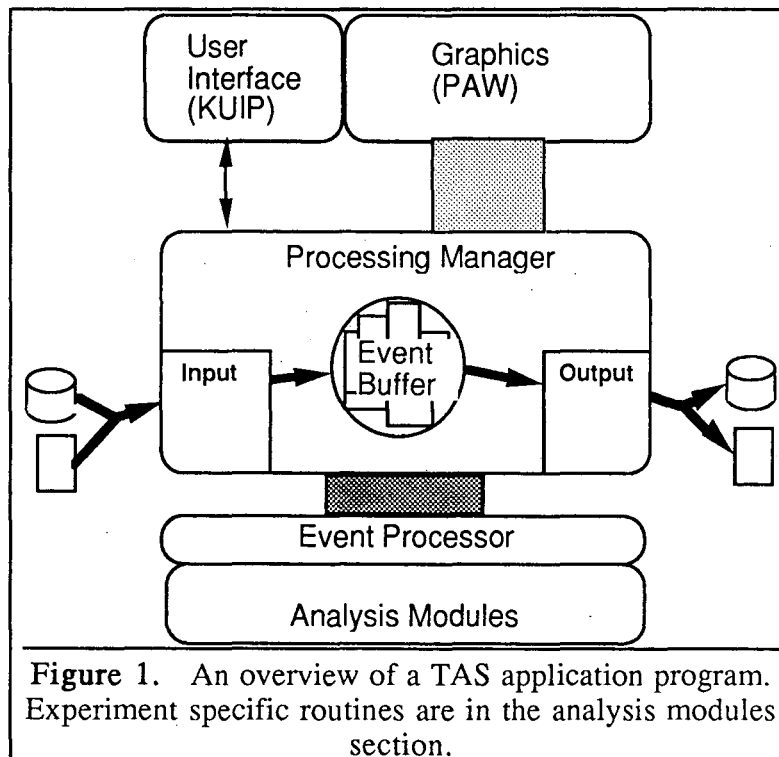 User
Interface
(KUIP)
Graphics
(PAW)
Processing Manager
Input
Event
Buffer
Output
Event Processor
Analysis Modules
Figure 1. An overview of a TAS application program.
Experiment specific routines are in the analysis modules
section.